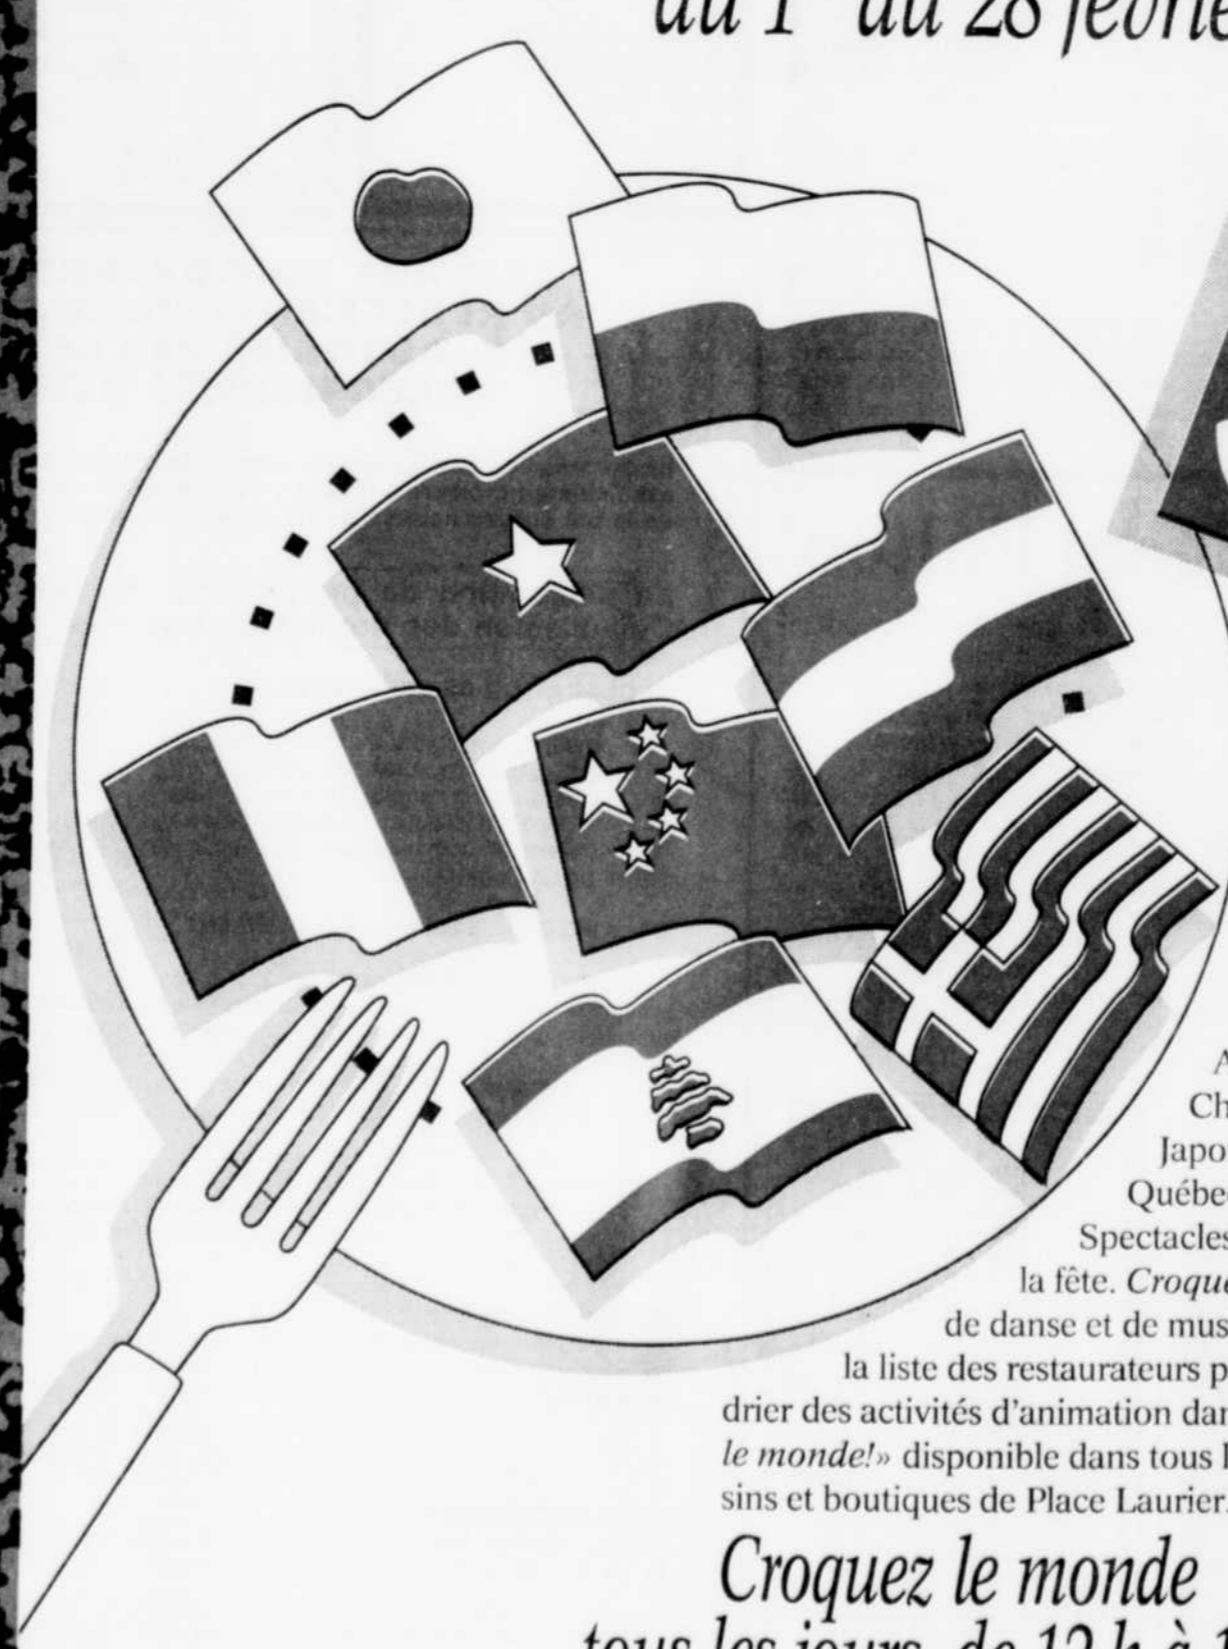 au 28
A
Ch
Japo
Québe
Spectacles
la fête. Croque
de danse et de mus
la liste des restaurateurs p
drier des activités d'animation dan
le monde!» disponible dans tous l
sins et boutiques de Place Laurier.
Croquez le monde
tous les jours, de 12 h à 1